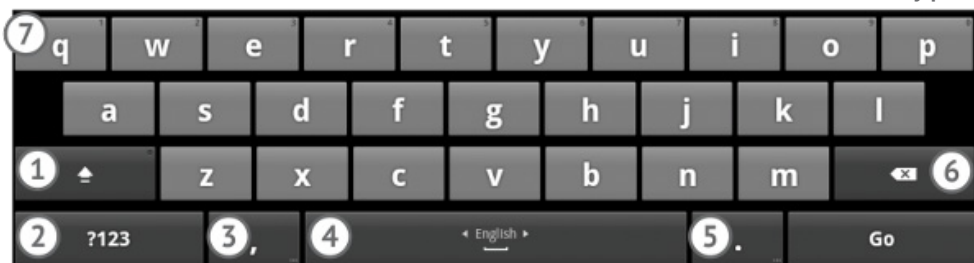 7 q w e r t y u i o p
a s d f g h j k l
1 z x c v b n m 6
2 ?123 3 , 4 English 5 . Go